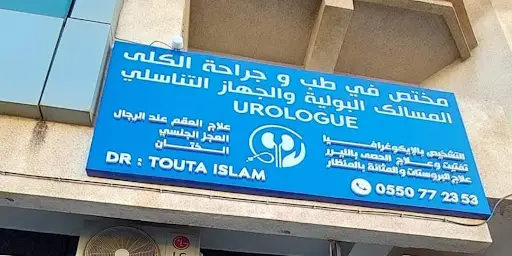 مختص في طب و جراحة الكلى
المسالك البولية والجهاز التناسلي
UROLOGUE
علاج العقم عند الرجال
العجز الجنسي
الختان
التشخيص بالإيكوغرافيا
تفتيت وعلاج الحصى بالليزر
علاج البروستات و المثانة بالمنظار
DR : TOUTA ISLAM
0550 77 23 53
LG